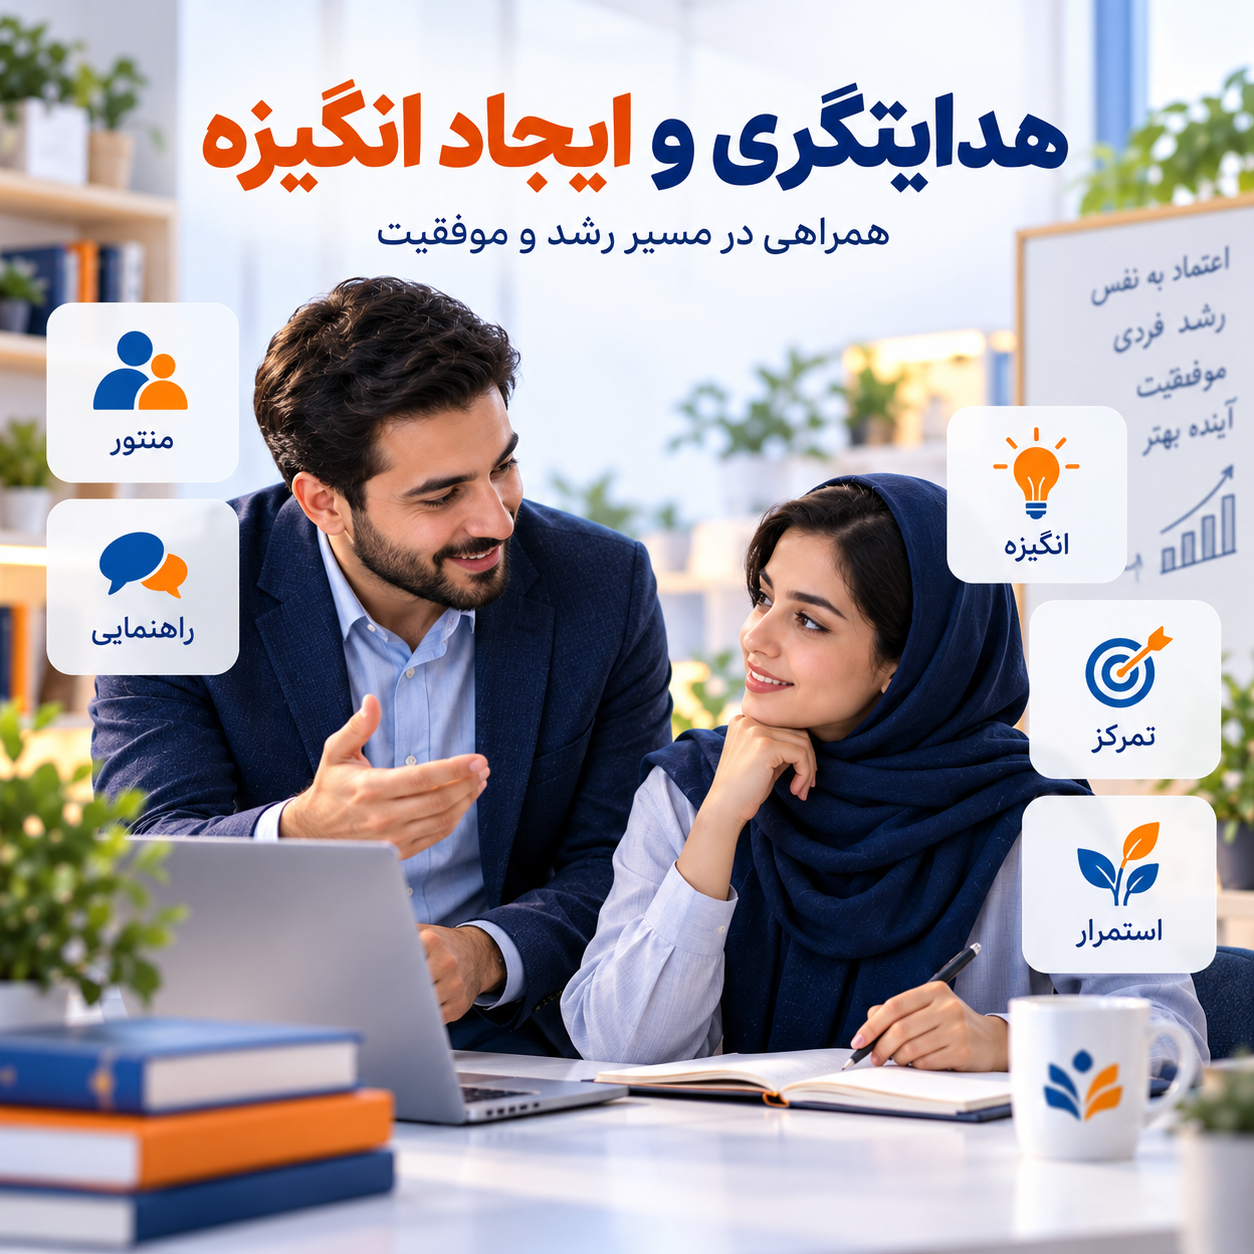 هدایتگری و ایجاد انگیزه
همراهی در مسیر رشد و موفقیت
اعتماد به نفس
رشد فردی
موفقیت
آینده بهتر
منتور
راهنمایی
انگیزه
تمرکز
استمرار